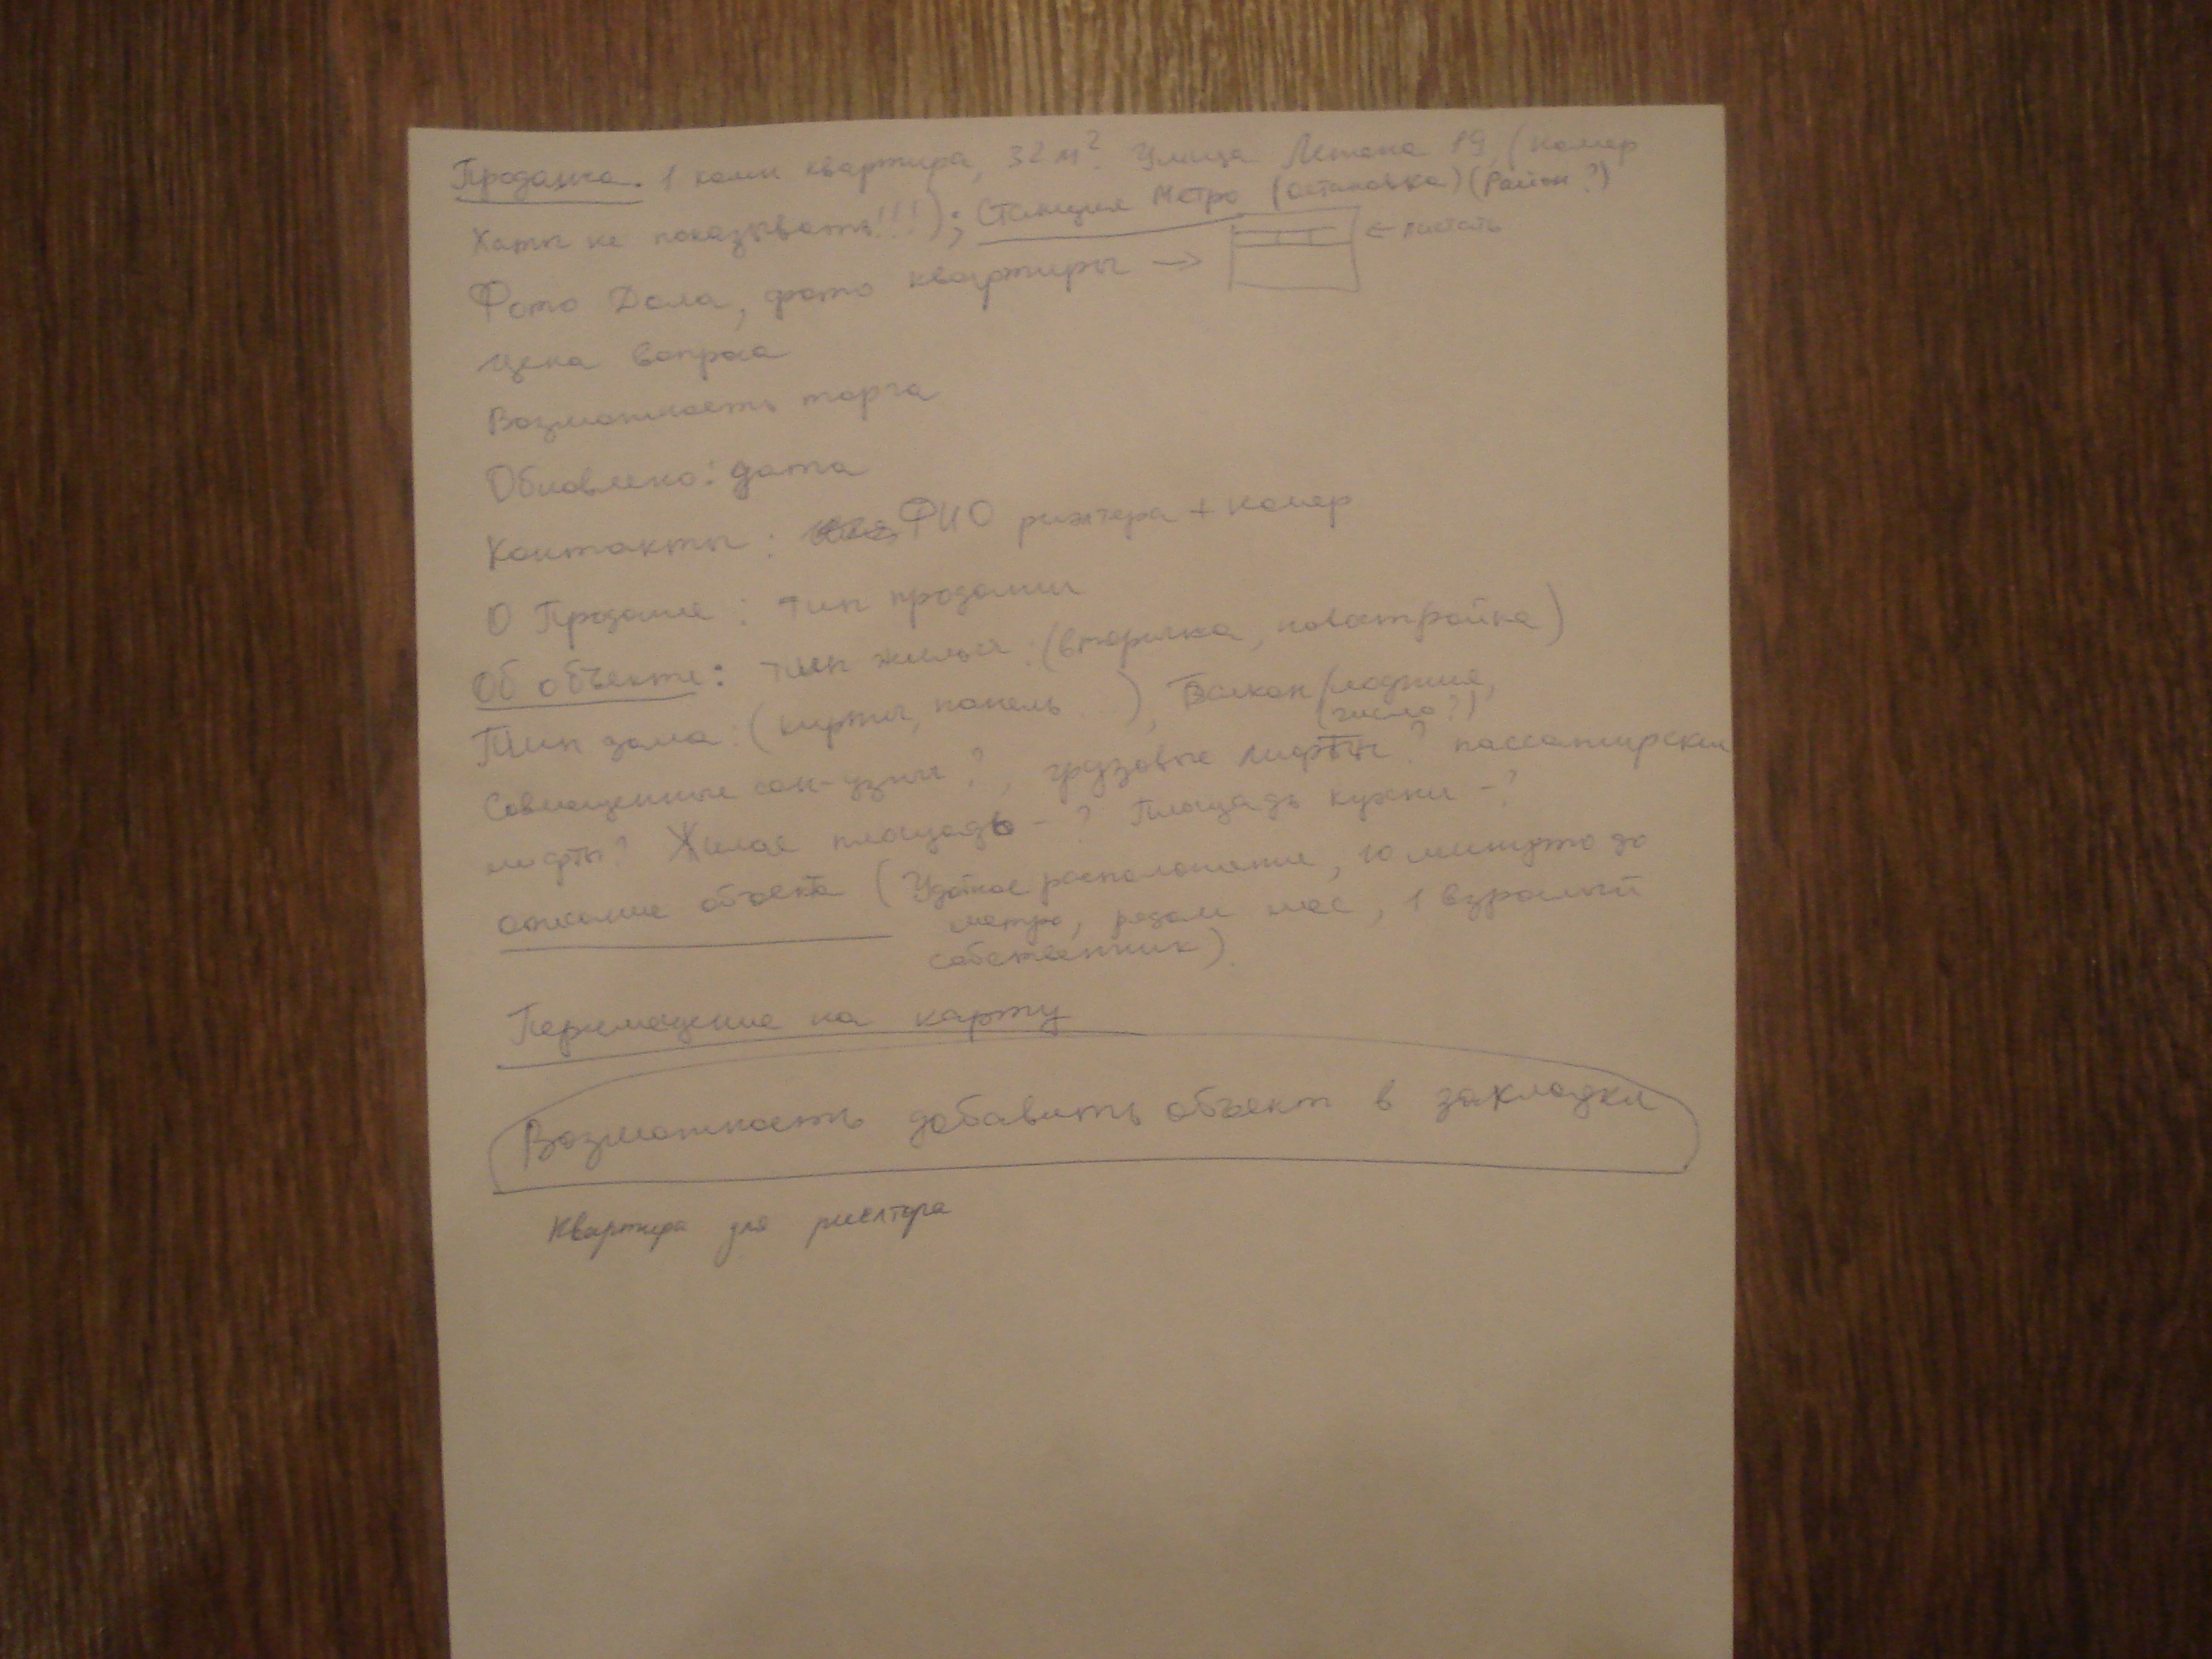 Продажа. 1 комн квартира, 32 м². Улица Ленина 19, (номер
Хаты не показывать!!!); Станция Метро (остановка) (Район?)
Фото Дома, фото квартиры → ← листать
цена вопроса
Возможность торга
Обновлено: дата
Контакты: ФИО риэлтера + номер
О Продаже: тип продажи
Об объекте: тип жилья: (вторичка, новостройка)
Тип дома: (кирпич, панель ..), Балкон/лоджия,
(число?)
Совмещенные сан-узлы?, грузовые лифты? пассажирские
лифты? Жилая площадь - ? Площадь кухни - ?
описание объекта (Удобное расположение, 10 минут до
метро, рядом лес, 1 взрослый
собственник).
Перемещение на карту
Возможность добавить объект в закладки
Квартира для риелтора